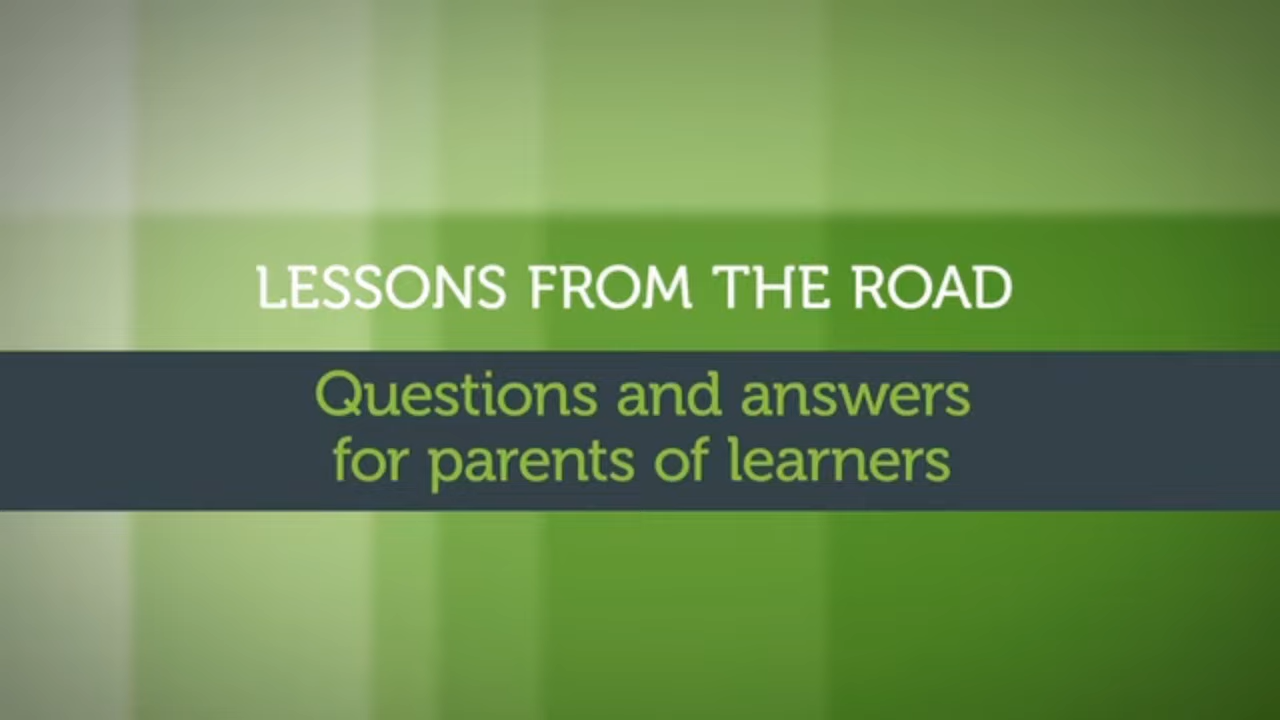 LESSONS FROM THE ROAD
Questions and answers
for parents of learners